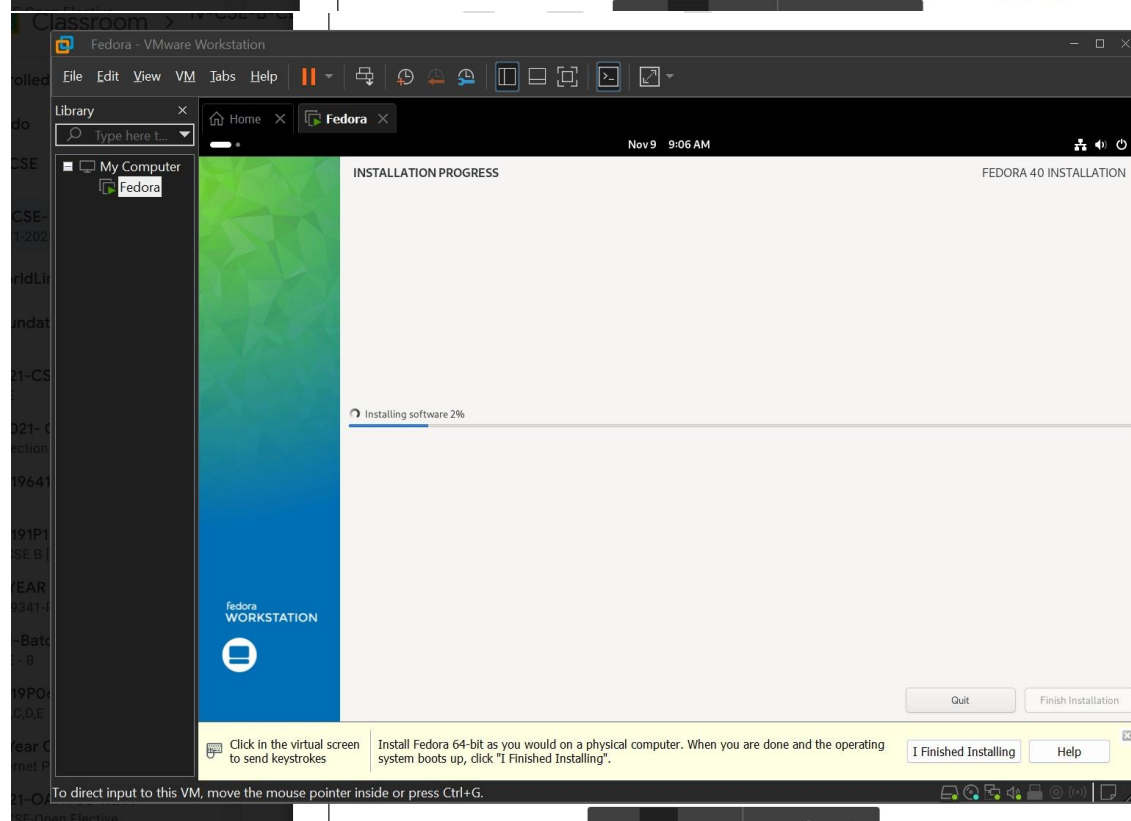 Classroom >
Fedora - VMware Workstation
File Edit View VM Tabs Help
Library
Type here t...
My Computer
Fedora
Home
Fedora
Nov 9 9:06 AM
INSTALLATION PROGRESS
FEDORA 40 INSTALLATION
Installing software 2%
fedora
WORKSTATION
Quit
Finish Installation
Click in the virtual screen
to send keystrokes
Install Fedora 64-bit as you would on a physical computer. When you are done and the operating
system boots up, click "I Finished Installing".
I Finished Installing
Help
To direct input to this VM, move the mouse pointer inside or press Ctrl+G.